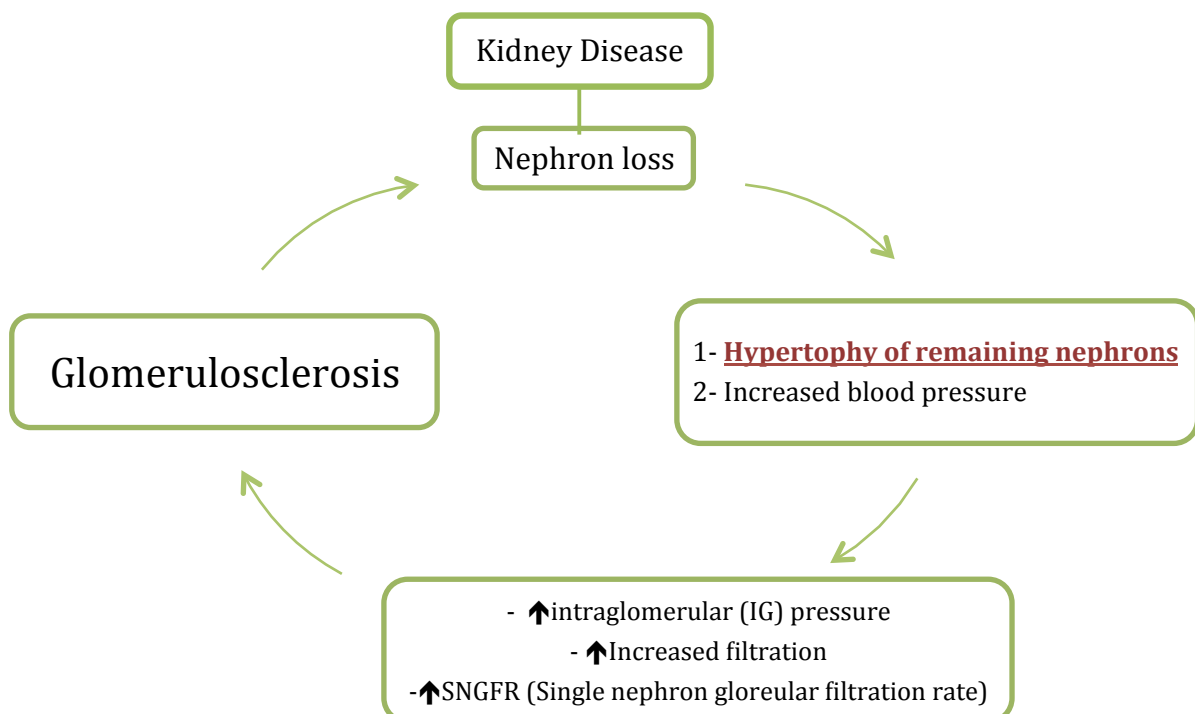 Kidney Disease
Nephron loss
1- Hypertophy of remaining nephrons
2- Increased blood pressure
- ↑intraglomerular (IG) pressure
- ↑Increased filtration
-↑SNGFR (Single nephron gloreular filtration rate)
Glomerulosclerosis